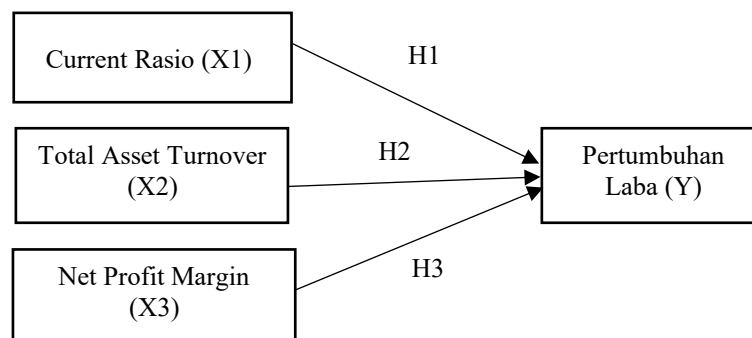 Current Rasio (X1)
H1
Total Asset Turnover
(X2)
H2
Pertumbuhan
Laba (Y)
Net Profit Margin
(X3)
H3